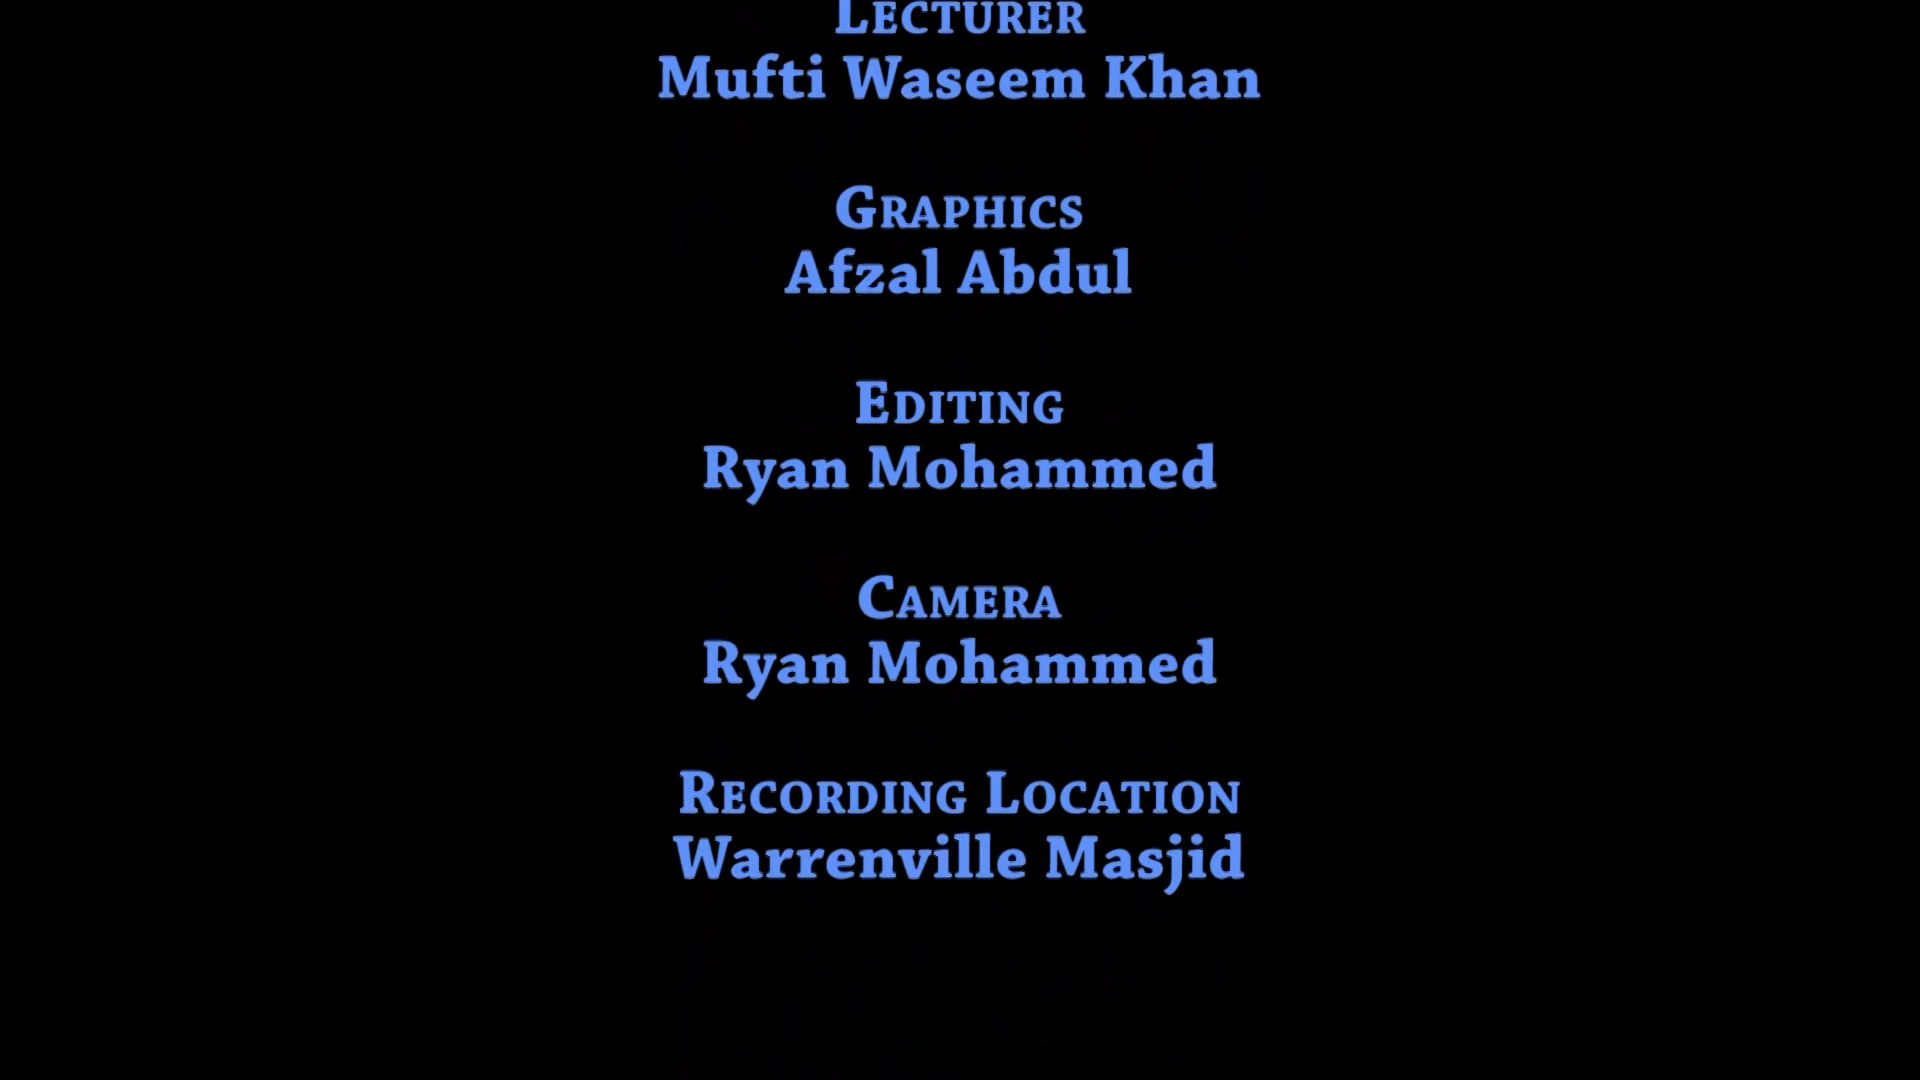 Lecturer
Mufti Waseem Khan
Graphics
Afzal Abdul
Editing
Ryan Mohammed
Camera
Ryan Mohammed
Recording Location
Warrenville Masjid